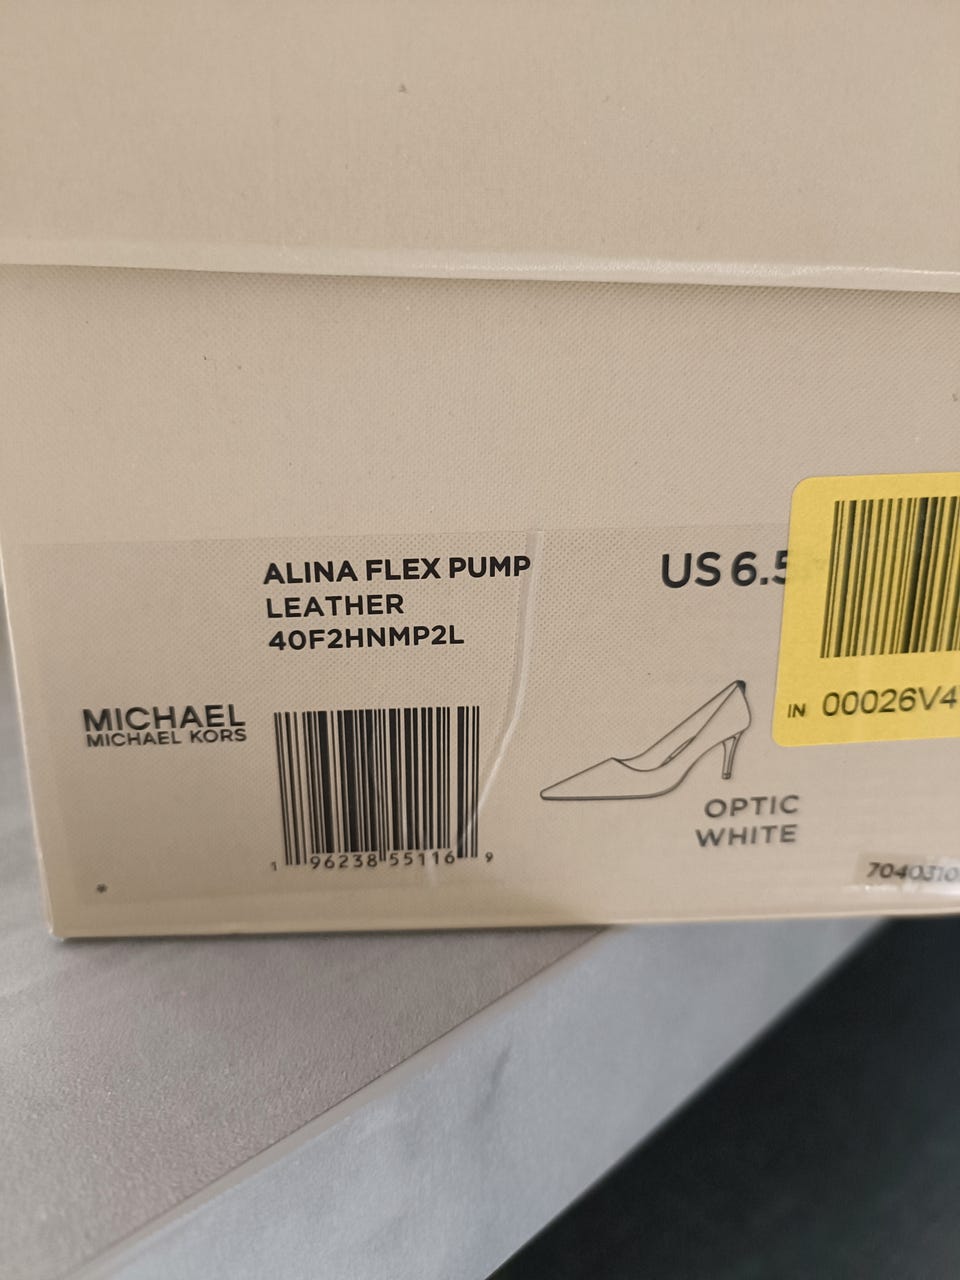 ALINA FLEX PUMP
LEATHER
40F2HNMP2L
US 6.5
MICHAEL
MICHAEL KORS
1 96238 55116 9
IN 00026V4
OPTIC
WHITE
*
7040310